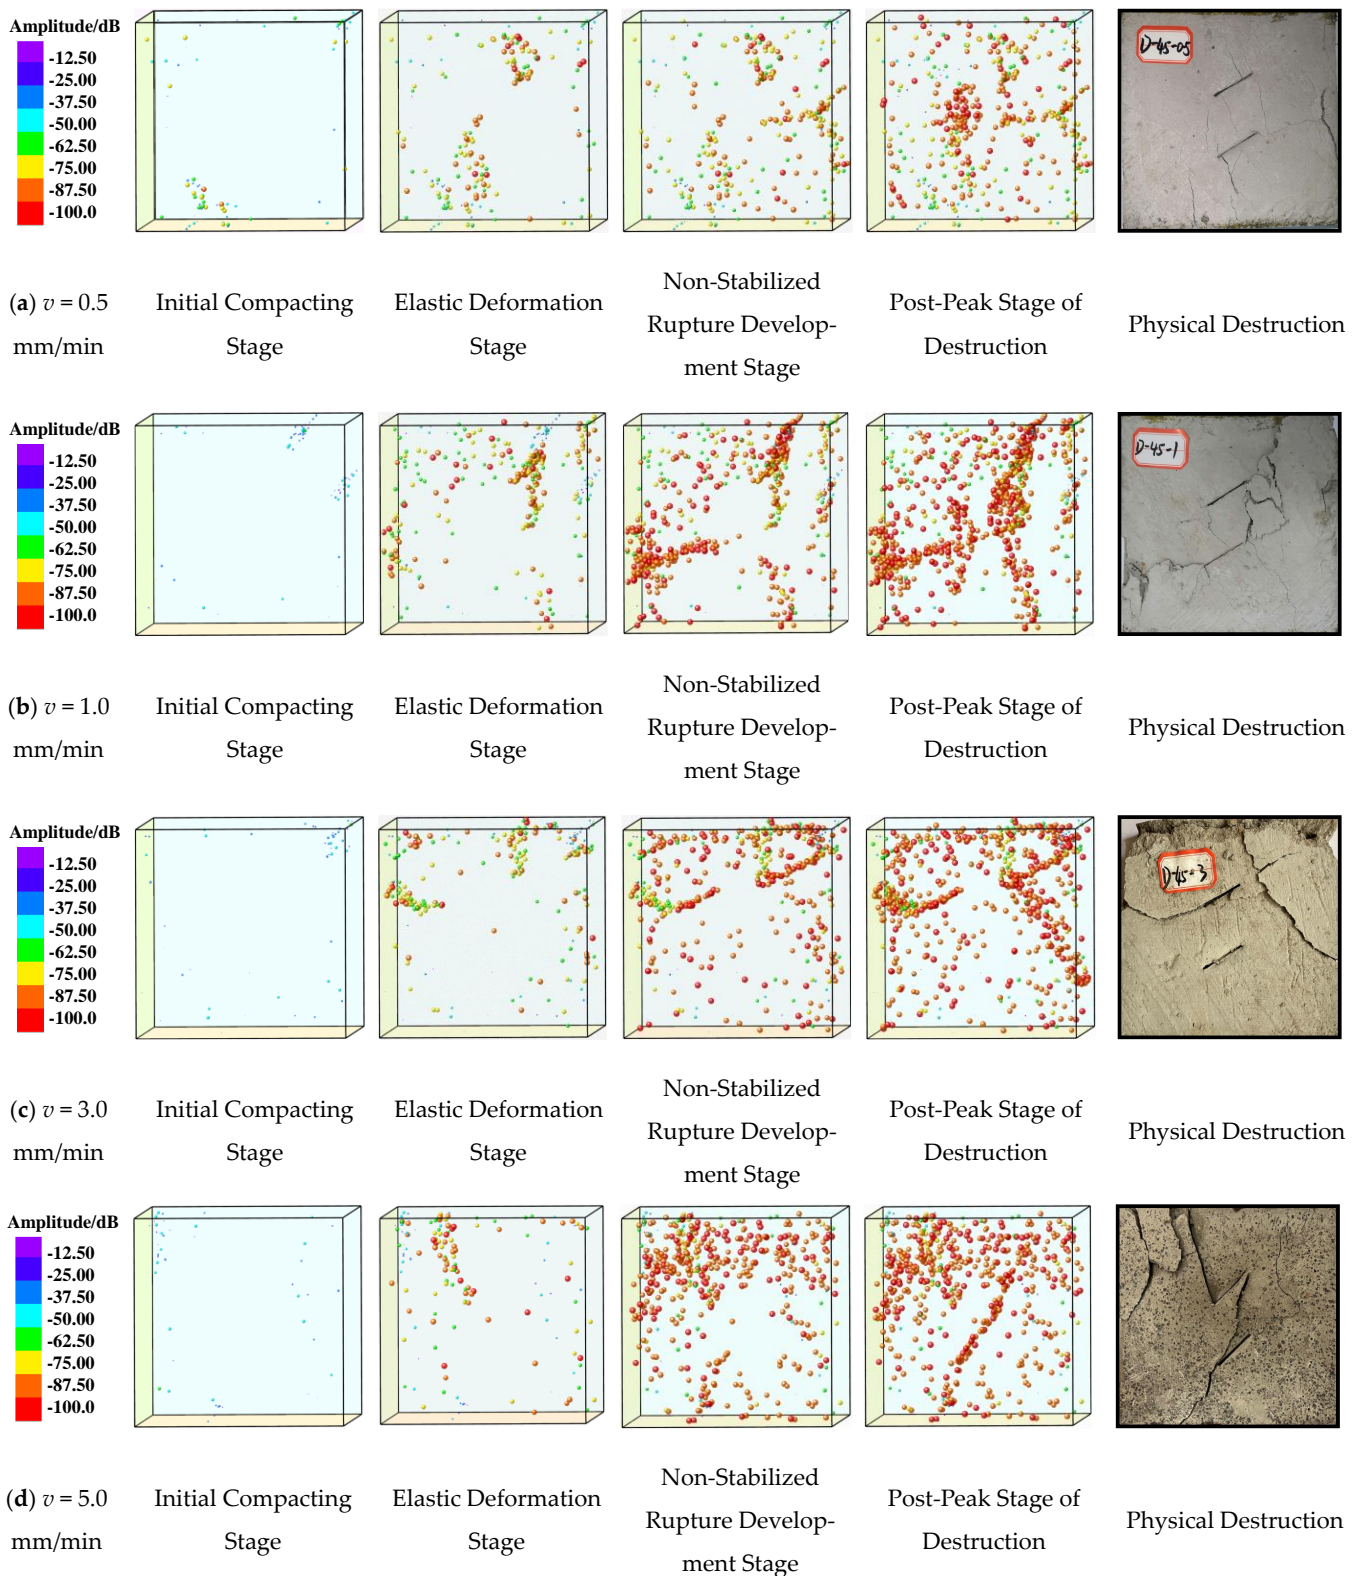 Amplitude/dB
-12.50
-25.00
-37.50
-50.00
-62.50
-75.00
-87.50
-100.0
D-45-05
(a) v = 0.5
mm/min
Initial Compacting
Stage
Elastic Deformation
Stage
Non-Stabilized
Rupture Develop-
ment Stage
Post-Peak Stage of
Destruction
Physical Destruction
Amplitude/dB
-12.50
-25.00
-37.50
-50.00
-62.50
-75.00
-87.50
-100.0
D-45-1
(b) v = 1.0
mm/min
Initial Compacting
Stage
Elastic Deformation
Stage
Non-Stabilized
Rupture Develop-
ment Stage
Post-Peak Stage of
Destruction
Physical Destruction
Amplitude/dB
-12.50
-25.00
-37.50
-50.00
-62.50
-75.00
-87.50
-100.0
D-45-3
(c) v = 3.0
mm/min
Initial Compacting
Stage
Elastic Deformation
Stage
Non-Stabilized
Rupture Develop-
ment Stage
Post-Peak Stage of
Destruction
Physical Destruction
Amplitude/dB
-12.50
-25.00
-37.50
-50.00
-62.50
-75.00
-87.50
-100.0
(d) v = 5.0
mm/min
Initial Compacting
Stage
Elastic Deformation
Stage
Non-Stabilized
Rupture Develop-
ment Stage
Post-Peak Stage of
Destruction
Physical Destruction